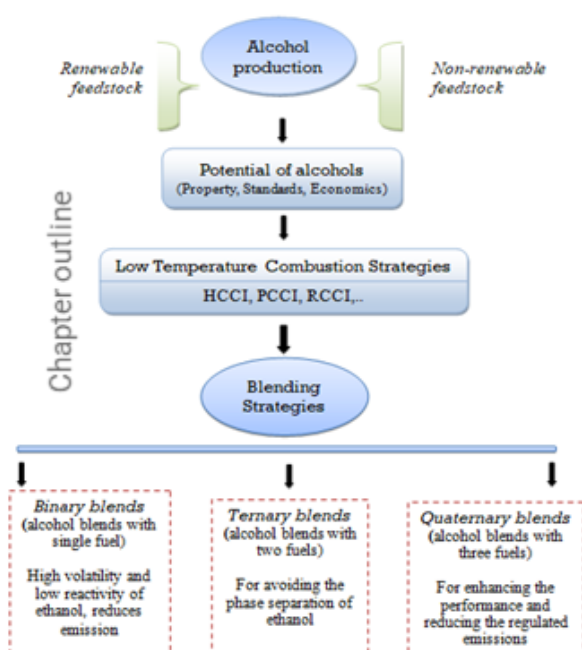 Alcohol
production
Renewable
feedstock
Non-renewable
feedstock
Potential of alcohols
(Property, Standards, Economics)
Chapter outline
Low Temperature Combustion Strategies
HCCI, PCCI, RCCI,..
Blending
Strategies
Binary blends
(alcohol blends with
single fuel)
High volatility and
low reactivity of
ethanol, reduces
emission
Ternary blends
(alcohol blends with
two fuels)
For avoiding the
phase separation of
ethanol
Quaternary blends
(alcohol blends with
three fuels)
For enhancing the
performance and
reducing the regulated
emissions